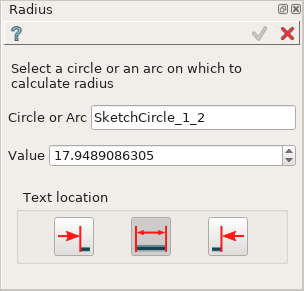 Radius
?
Select a circle or an arc on which to
calculate radius
Circle or Arc SketchCircle_1_2
Value 17.9489086305
Text location